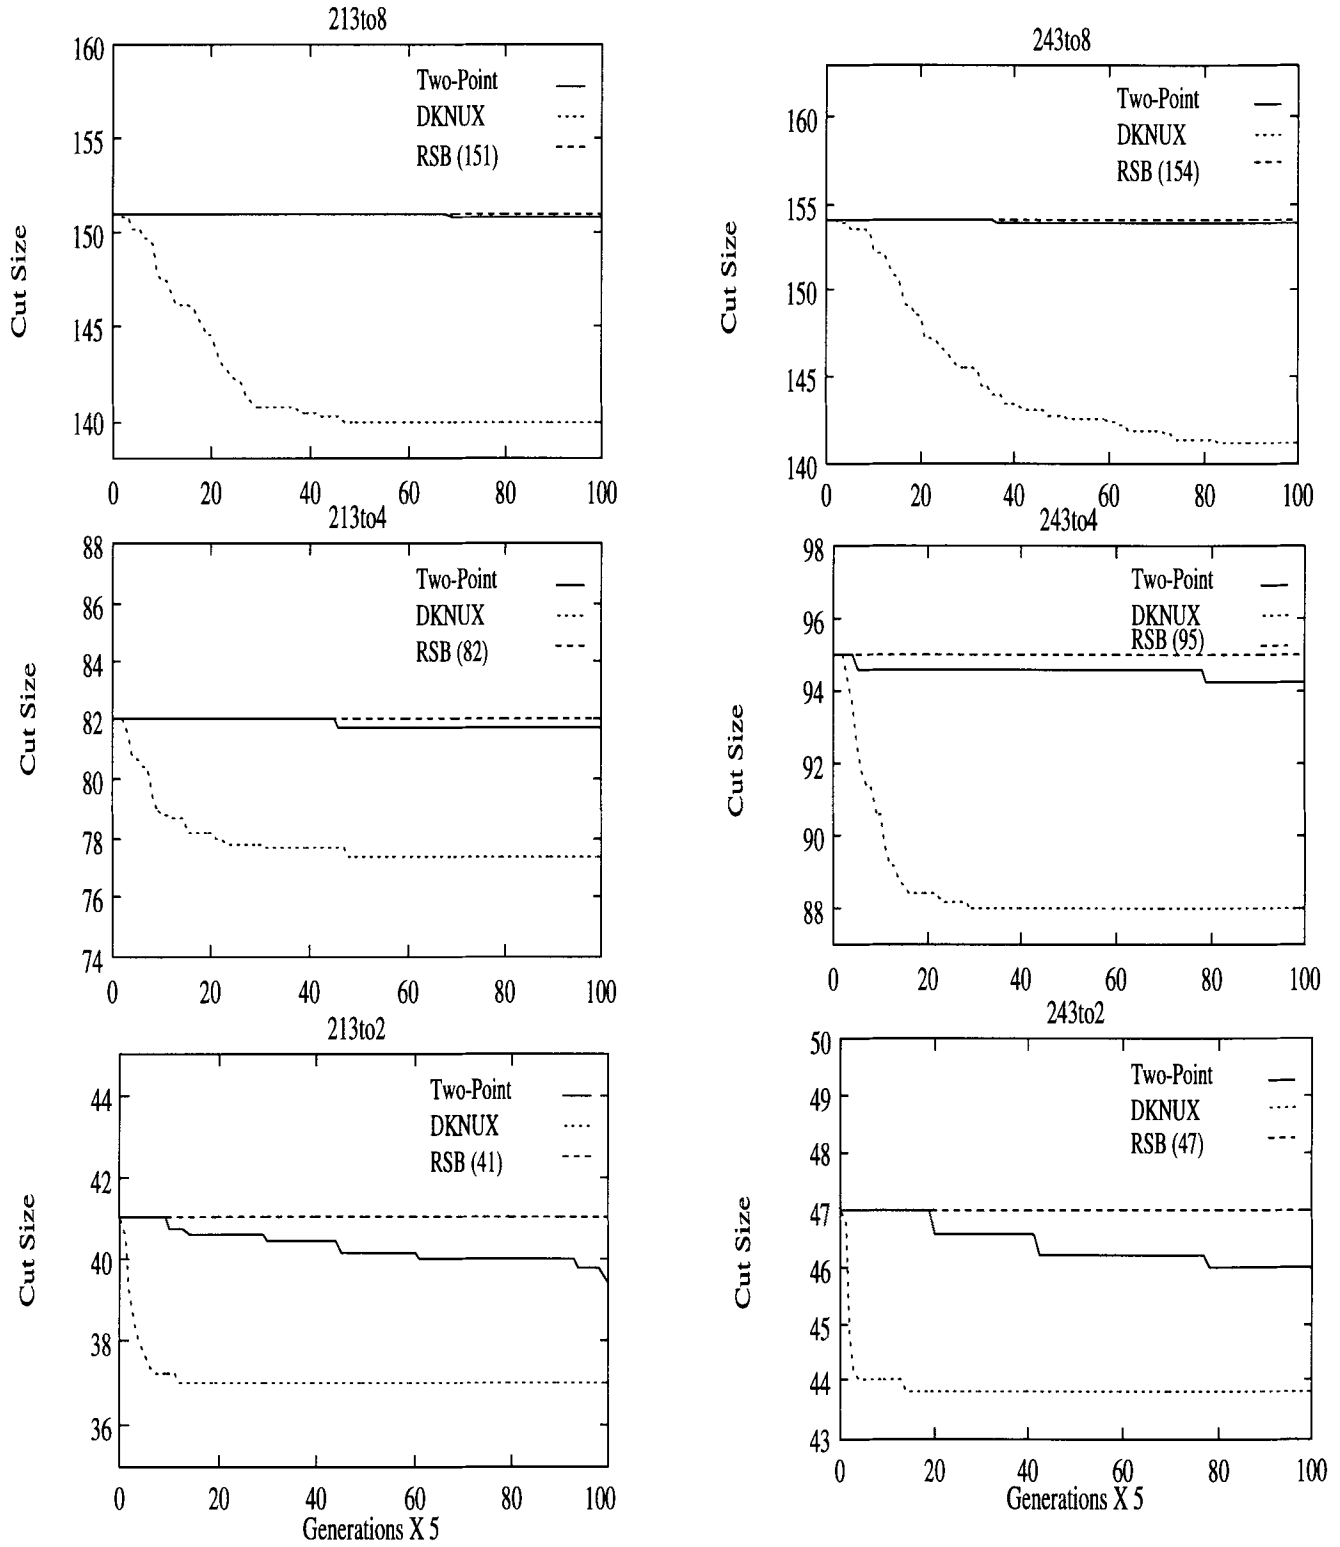 213to8
160
155
150
145
140
Cut Size
Two-Point
DKNUX
RSB (151)
0 20 40 60 80 100
243to8
160
155
150
145
140
Cut Size
Two-Point
DKNUX
RSB (154)
0 20 40 60 80 100
213to4
88
86
84
82
80
78
76
74
Cut Size
Two-Point
DKNUX
RSB (82)
0 20 40 60 80 100
243to4
98
96
94
92
90
88
Cut Size
Two-Point
DKNUX
RSB (95)
0 20 40 60 80 100
213to2
44
42
40
38
36
Cut Size
Two-Point
DKNUX
RSB (41)
0 20 40 60 80 100
Generations X 5
243to2
50
49
48
47
46
45
44
43
Cut Size
Two-Point
DKNUX
RSB (47)
0 20 40 60 80 100
Generations X 5